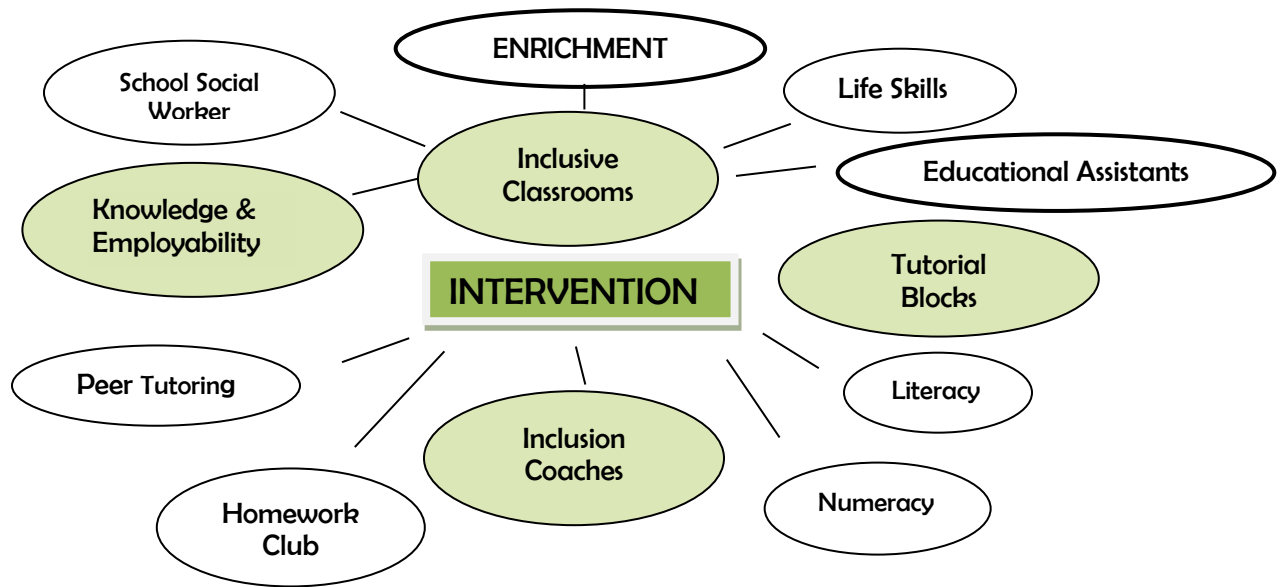 ENRICHMENT
School Social
Worker
Life Skills
Inclusive
Classrooms
Educational Assistants
Knowledge &
Employability
Tutorial
Blocks
INTERVENTION
Peer Tutoring
Literacy
Inclusion
Coaches
Numeracy
Homework
Club